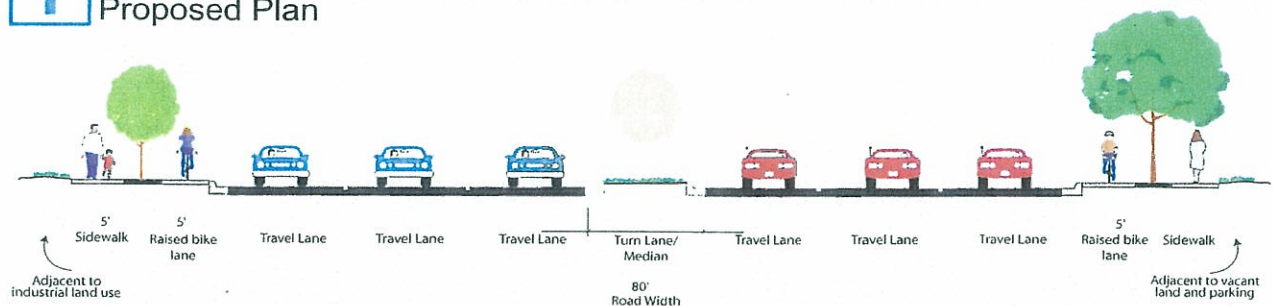 Proposed Plan
5'
Sidewalk
5'
Raised bike
lane
Travel Lane
Travel Lane
Travel Lane
Turn Lane/
Median
Travel Lane
Travel Lane
Travel Lane
5'
Raised bike
lane
Sidewalk
Adjacent to
industrial land use
80'
Road Width
Adjacent to vacant
land and parking